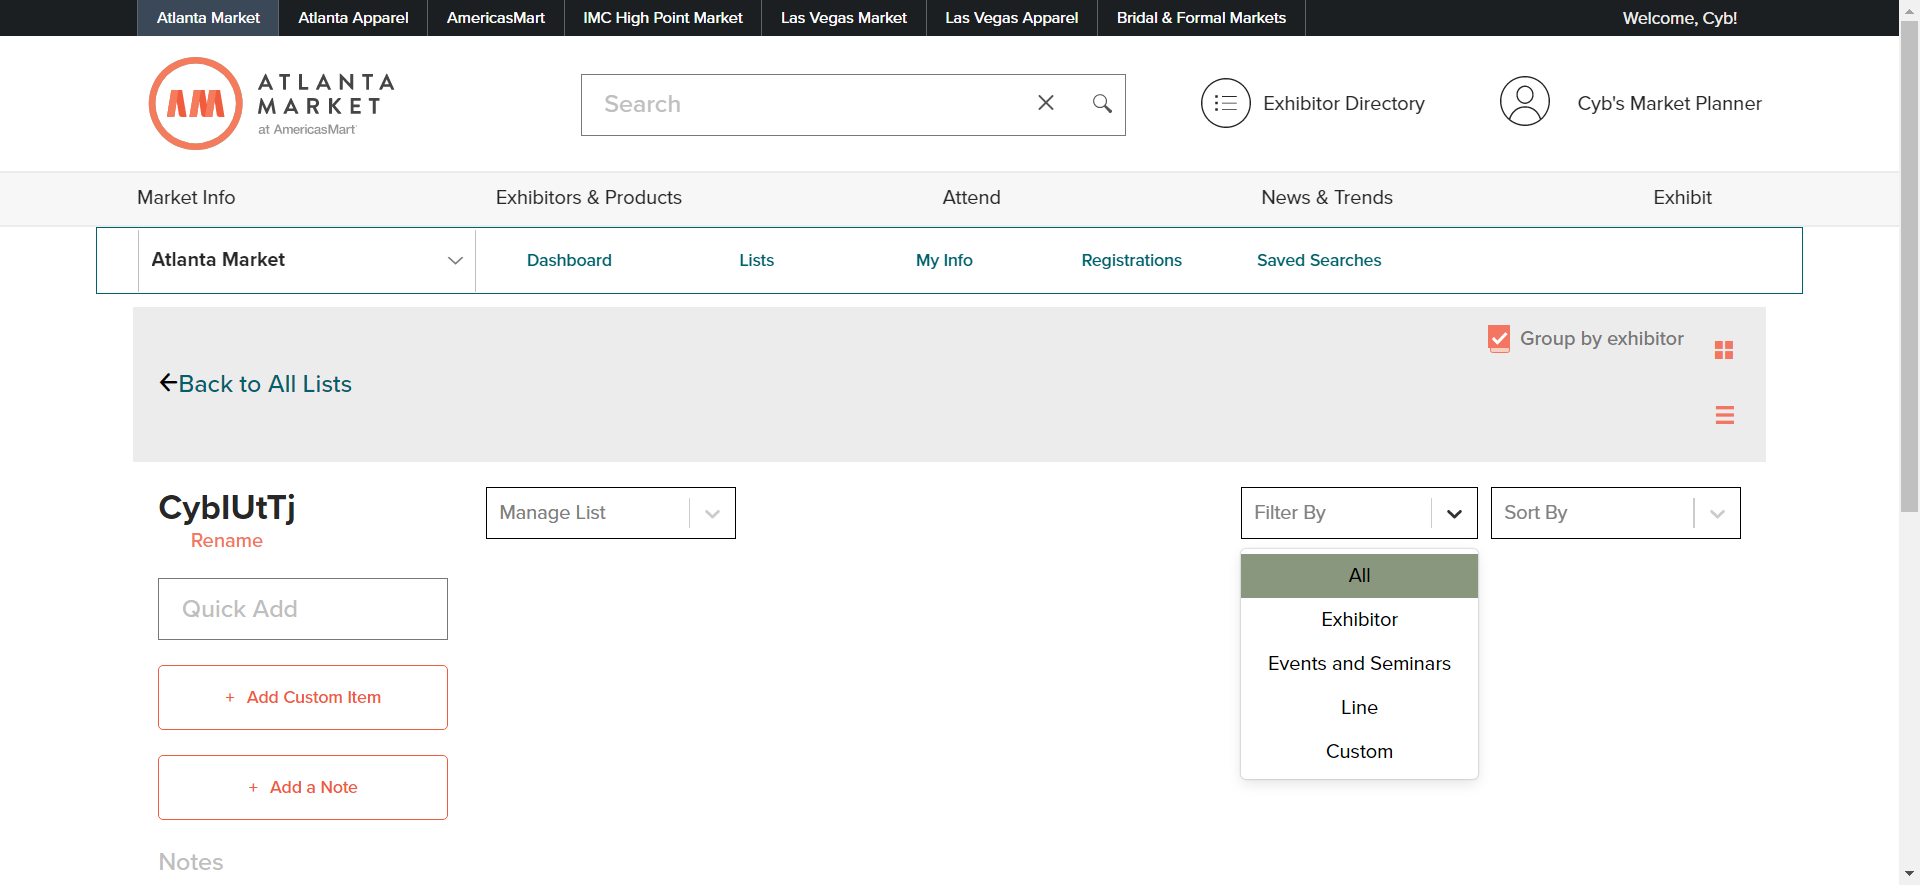 Atlanta Market
Atlanta Apparel
AmericasMart
IMC High Point Market
Las Vegas Market
Las Vegas Apparel
Bridal & Formal Markets
Welcome, Cyb!
AM
ATLANTA
MARKET
at AmericasMart
Search
Exhibitor Directory
Cyb's Market Planner
Market Info
Exhibitors & Products
Attend
News & Trends
Exhibit
Atlanta Market
Dashboard
Lists
My Info
Registrations
Saved Searches
Group by exhibitor
Back to All Lists
CybIUtTj
Rename
Manage List
Filter By
Sort By
All
Exhibitor
Events and Seminars
Line
Custom
Quick Add
+ Add Custom Item
+ Add a Note
Notes